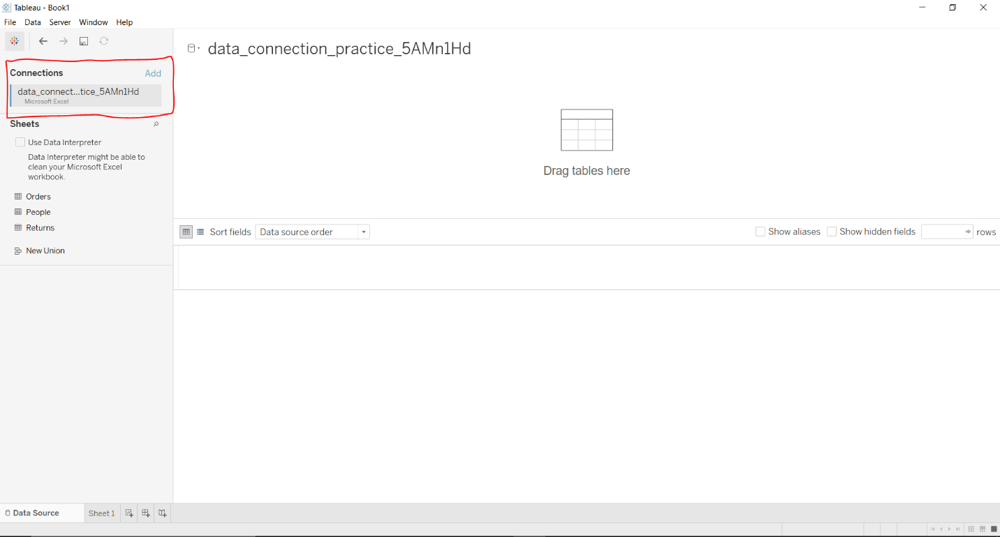 Tableau - Book1
File Data Server Window Help
data_connection_practice_5AMn1Hd
Connections Add
data_connect...tice_5AMn1Hd
Microsoft Excel
Sheets
Use Data Interpreter
Data Interpreter might be able to
clean your Microsoft Excel
workbook.
Orders
People
Returns
New Union
Drag tables here
Sort fields Data source order Show aliases Show hidden fields rows
Data Source Sheet 1